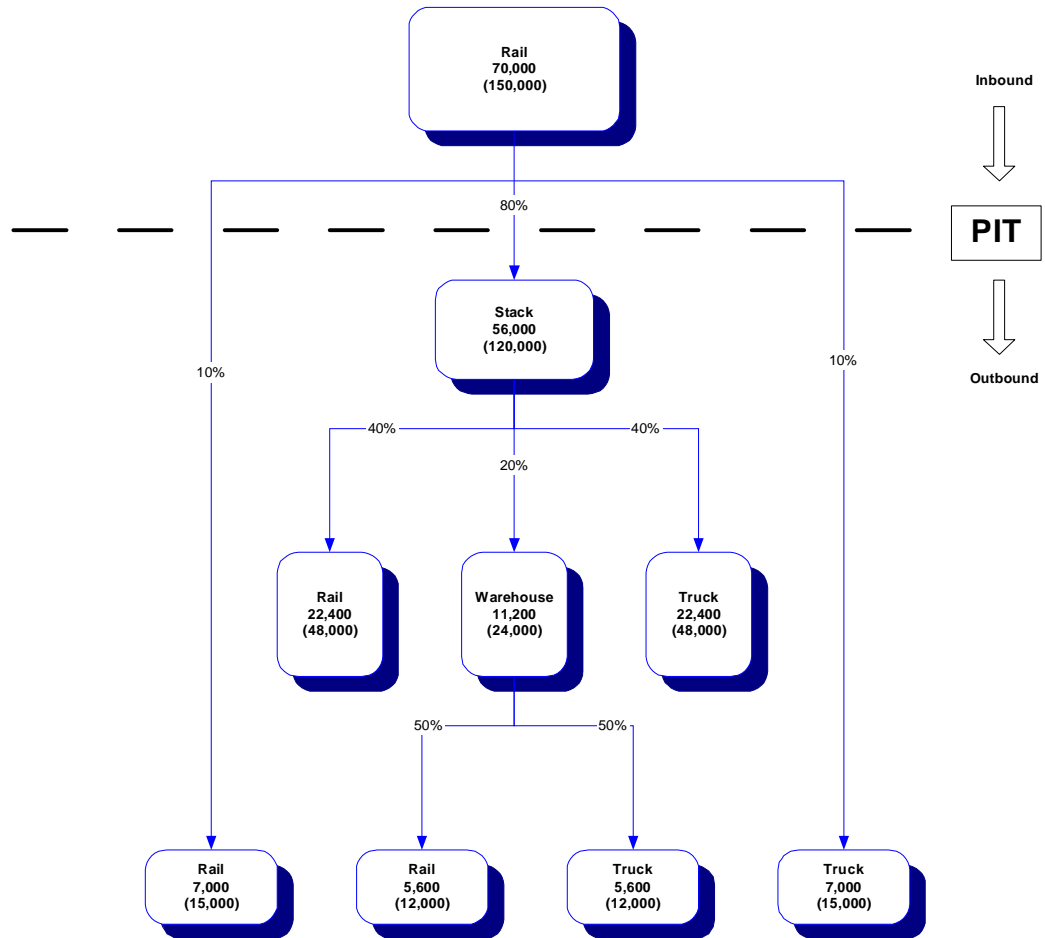 Rail
70,000
(150,000)
Inbound
80%
PIT
Stack
56,000
(120,000)
10%
10%
Outbound
40%
40%
20%
Rail
22,400
(48,000)
Warehouse
11,200
(24,000)
Truck
22,400
(48,000)
50%
50%
Rail
7,000
(15,000)
Rail
5,600
(12,000)
Truck
5,600
(12,000)
Truck
7,000
(15,000)